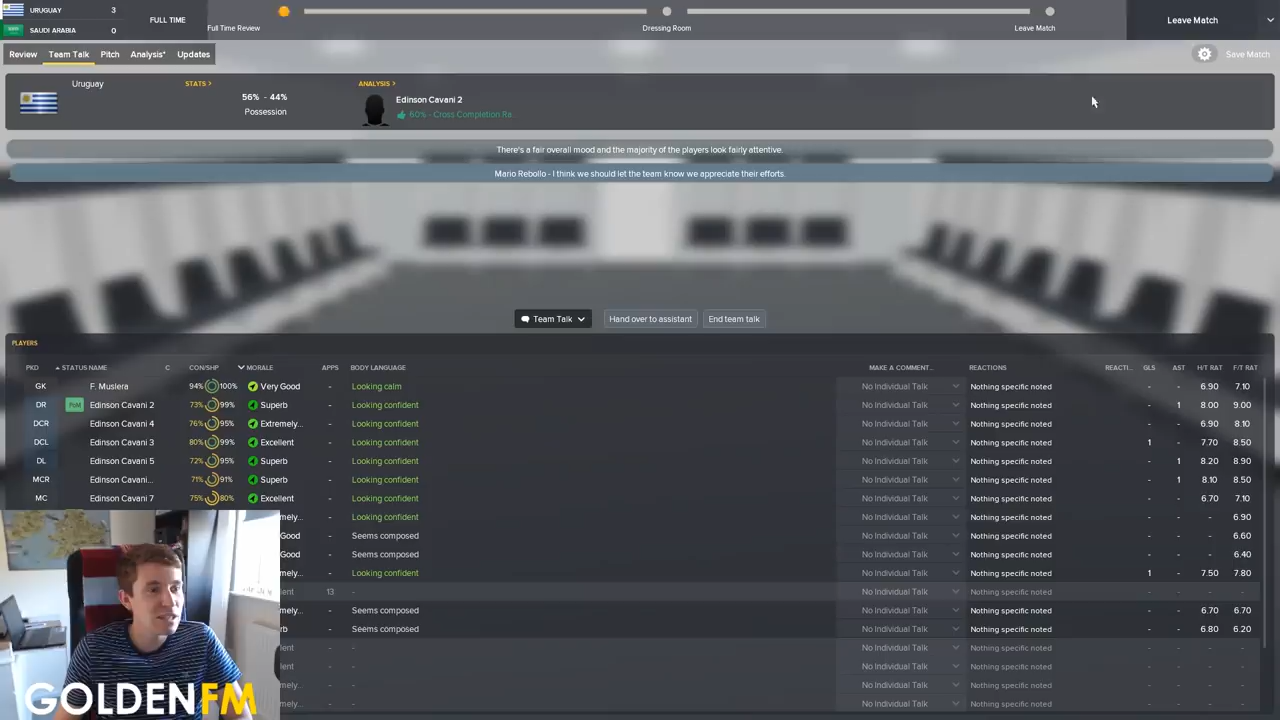 URUGUAY 3
SAUDI ARABIA 0
FULL TIME
Full Time Review
Dressing Room
Leave Match
Leave Match
Review Team Talk Pitch Analysis* Updates
Save Match
Uruguay
STATS >
56% - 44%
Possession
ANALYSIS >
Edinson Cavani 2
60% - Cross Completion Ra...
There's a fair overall mood and the majority of the players look fairly attentive.
Mario Rebollo - I think we should let the team know we appreciate their efforts.
Team Talk Hand over to assistant End team talk
PLAYERS
PKD STATUS NAME C CON/SHP MORALE APPS BODY LANGUAGE MAKE A COMMENT... REACTIONS REACTI... GLS AST H/T RAT F/T RAT
GK F. Muslera 94% 100% Very Good - Looking calm No Individual Talk Nothing specific noted - - 6.90 7.10
DR PoM Edinson Cavani 2 73% 99% Superb - Looking confident No Individual Talk Nothing specific noted - 1 8.00 9.00
DCR Edinson Cavani 4 76% 95% Extremely... - Looking confident No Individual Talk Nothing specific noted - - 6.90 8.10
DCL Edinson Cavani 3 80% 99% Excellent - Looking confident No Individual Talk Nothing specific noted 1 - 7.70 8.50
DL Edinson Cavani 5 72% 95% Superb - Looking confident No Individual Talk Nothing specific noted - 1 8.20 8.90
MCR Edinson Cavani... 71% 91% Superb - Looking confident No Individual Talk Nothing specific noted - 1 8.10 8.50
MC Edinson Cavani 7 75% 80% Excellent - Looking confident No Individual Talk Nothing specific noted - - 6.70 7.10
mely... - Looking confident No Individual Talk Nothing specific noted - - - 6.90
Good - Seems composed No Individual Talk Nothing specific noted - - - 6.60
Good - Seems composed No Individual Talk Nothing specific noted - - - 6.40
mely... - Looking confident No Individual Talk Nothing specific noted 1 - 7.50 7.80
ent 13 - No Individual Talk Nothing specific noted - - - -
mely... - Seems composed No Individual Talk Nothing specific noted - - 6.70 6.70
rb - Seems composed No Individual Talk Nothing specific noted - - 6.80 6.20
lent - - No Individual Talk Nothing specific noted - - - -
lent - - No Individual Talk Nothing specific noted - - - -
mely... - - No Individual Talk Nothing specific noted - - - -
mely... - - No Individual Talk Nothing specific noted - - - -
GOLDENFM